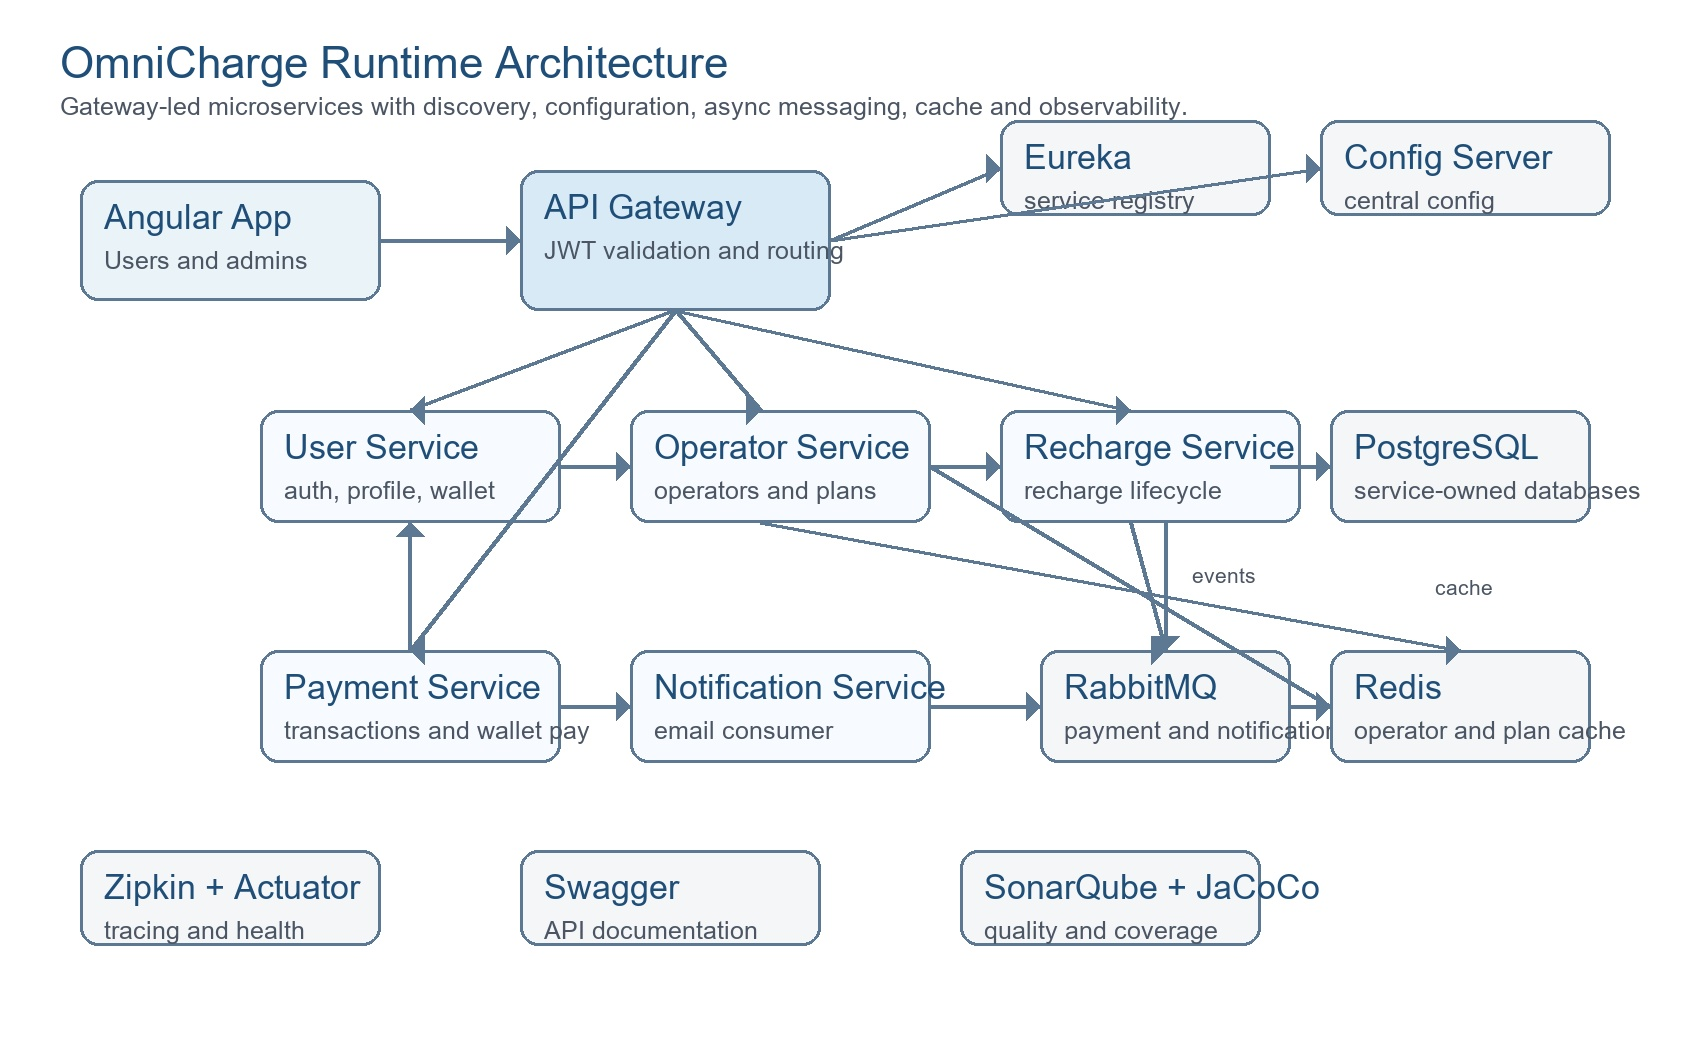 OmniCharge Runtime Architecture
Gateway-led microservices with discovery, configuration, async messaging, cache and observability.
Eureka
service registry
Config Server
central config
Angular App
Users and admins
API Gateway
JWT validation and routing
User Service
auth, profile, wallet
Operator Service
operators and plans
Recharge Service
recharge lifecycle
PostgreSQL
service-owned databases
events
cache
Payment Service
transactions and wallet pay
Notification Service
email consumer
RabbitMQ
payment and notification
Redis
operator and plan cache
Zipkin + Actuator
tracing and health
Swagger
API documentation
SonarQube + JaCoCo
quality and coverage